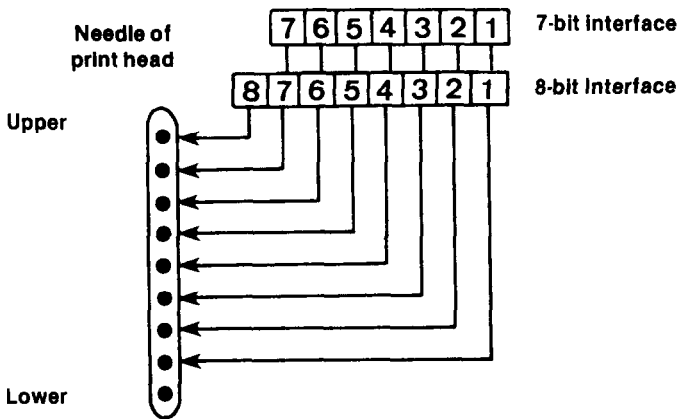 Needle of
print head
7 6 5 4 3 2 1
7-bit interface
8 7 6 5 4 3 2 1
8-bit Interface
Upper
Lower